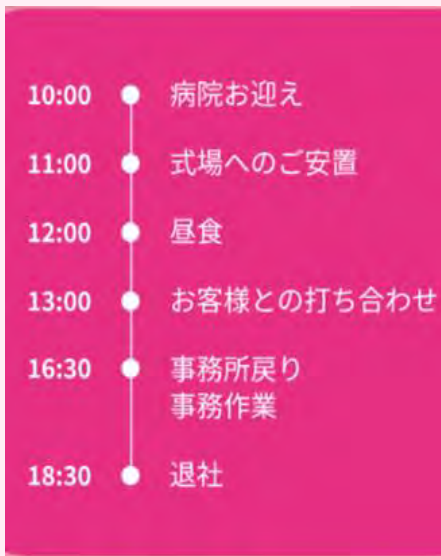 10:00 病院お迎え
11:00 式場へのご安置
12:00 昼食
13:00 お客様との打ち合わせ
16:30 事務所戻り
事務作業
18:30 退社